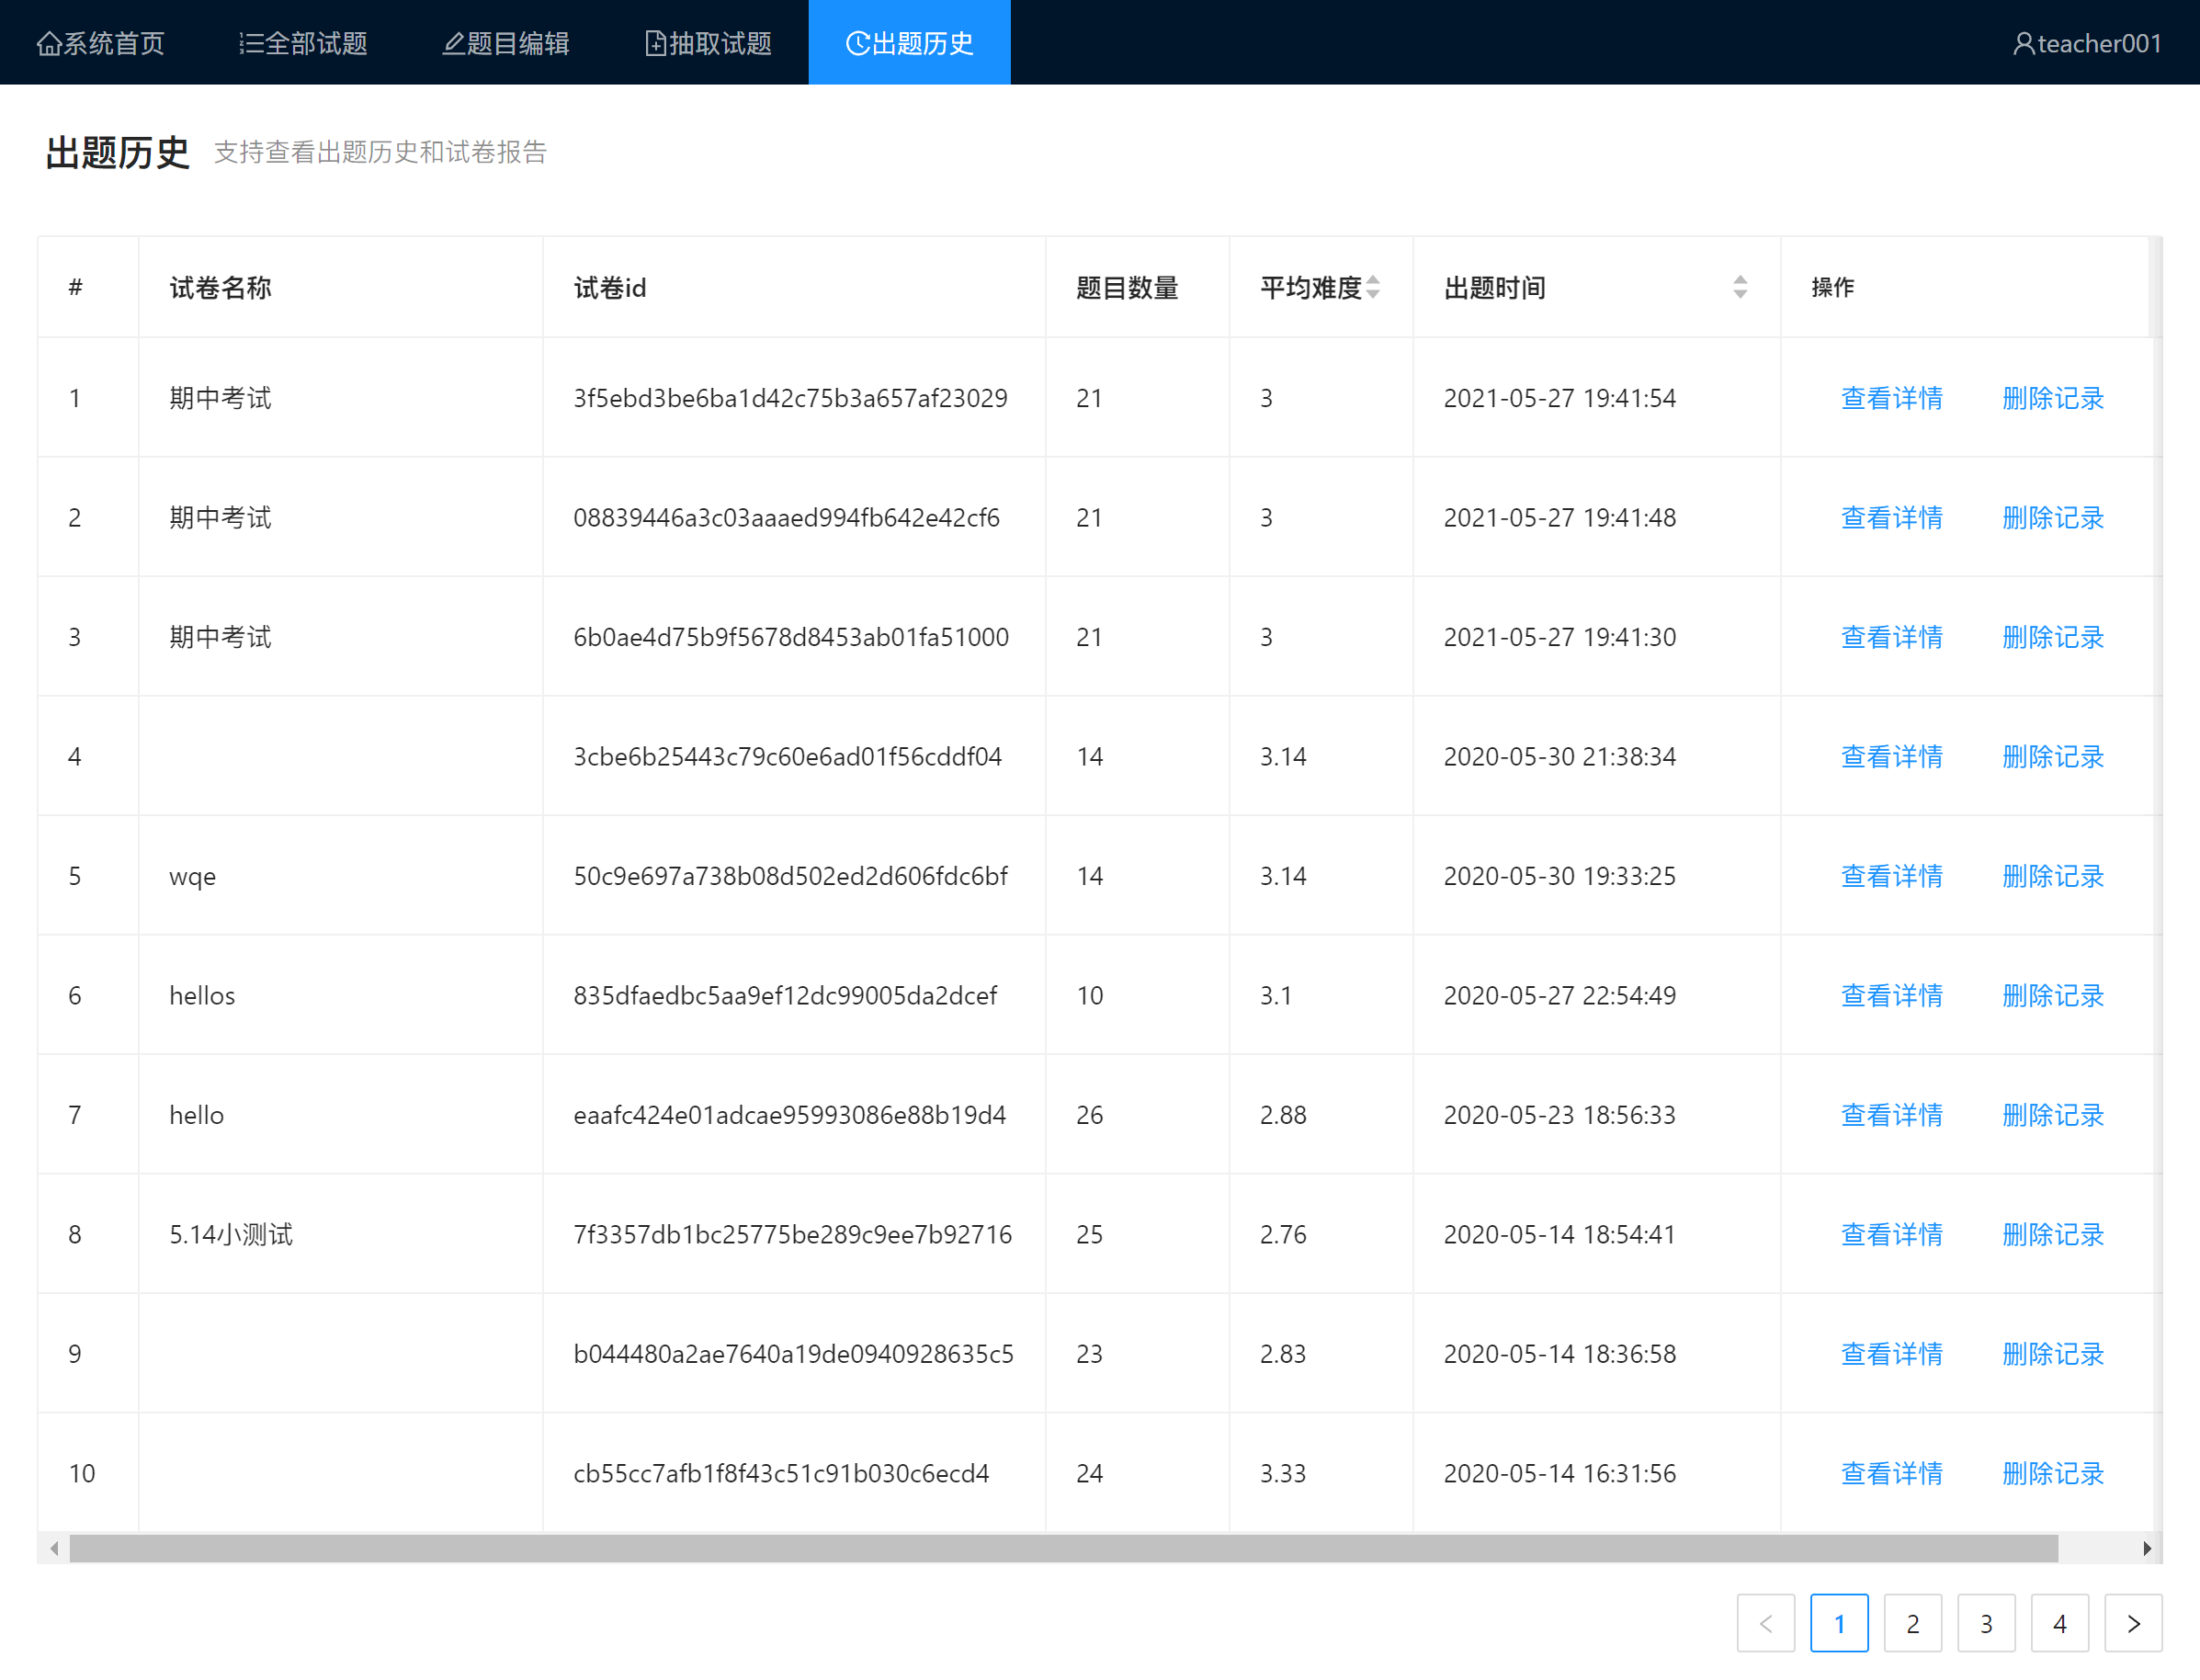 系统首页 全部试题 题目编辑 抽取试题 出题历史 teacher001
出题历史 支持查看出题历史和试卷报告
# 试卷名称 试卷id 题目数量 平均难度 出题时间 操作
1 期中考试 3f5ebd3be6ba1d42c75b3a657af23029 21 3 2021-05-27 19:41:54 查看详情 删除记录
2 期中考试 08839446a3c03aaaed994fb642e42cf6 21 3 2021-05-27 19:41:48 查看详情 删除记录
3 期中考试 6b0ae4d75b9f5678d8453ab01fa51000 21 3 2021-05-27 19:41:30 查看详情 删除记录
4 3cbe6b25443c79c60e6ad01f56cddf04 14 3.14 2020-05-30 21:38:34 查看详情 删除记录
5 wqe 50c9e697a738b08d502ed2d606fdc6bf 14 3.14 2020-05-30 19:33:25 查看详情 删除记录
6 hellos 835dfaedbc5aa9ef12dc99005da2dcef 10 3.1 2020-05-27 22:54:49 查看详情 删除记录
7 hello eaafc424e01adcae95993086e88b19d4 26 2.88 2020-05-23 18:56:33 查看详情 删除记录
8 5.14小测试 7f3357db1bc25775be289c9ee7b92716 25 2.76 2020-05-14 18:54:41 查看详情 删除记录
9 b044480a2ae7640a19de0940928635c5 23 2.83 2020-05-14 18:36:58 查看详情 删除记录
10 cb55cc7afb1f8f43c51c91b030c6ecd4 24 3.33 2020-05-14 16:31:56 查看详情 删除记录
1 2 3 4